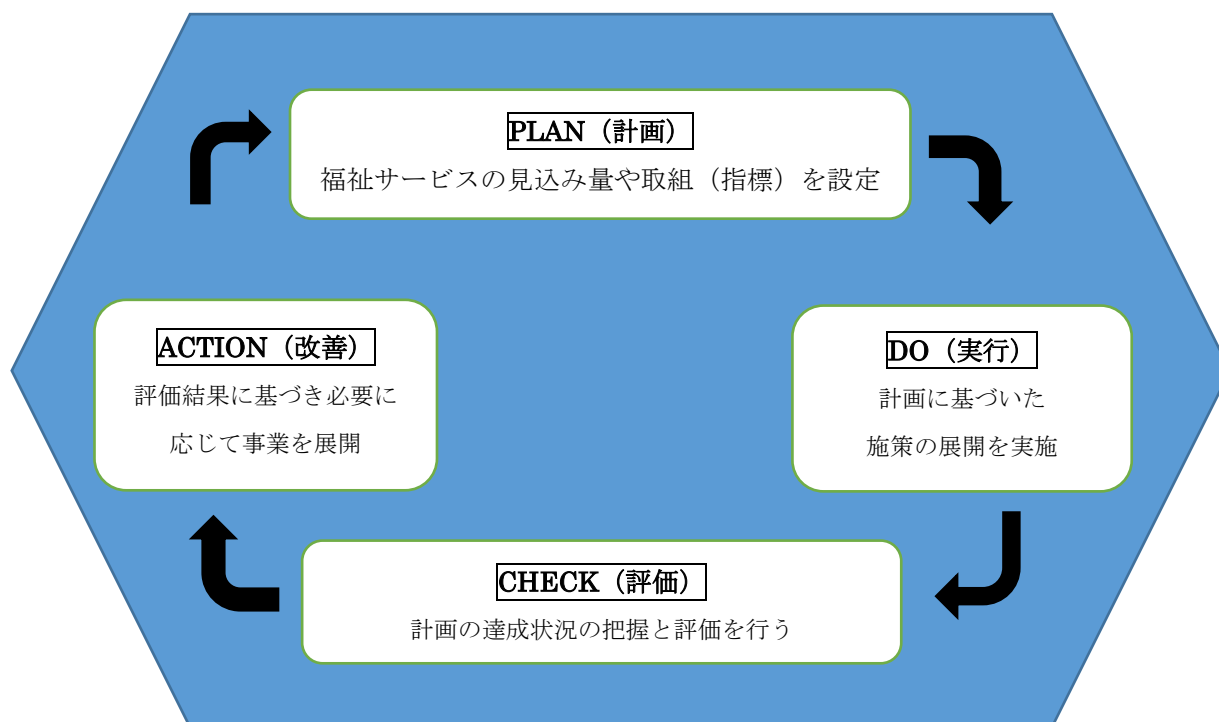 PLAN（計画）
福祉サービスの見込み量や取組（指標）を設定
ACTION（改善）
評価結果に基づき必要に
応じて事業を展開
DO（実行）
計画に基づいた
施策の展開を実施
CHECK（評価）
計画の達成状況の把握と評価を行う